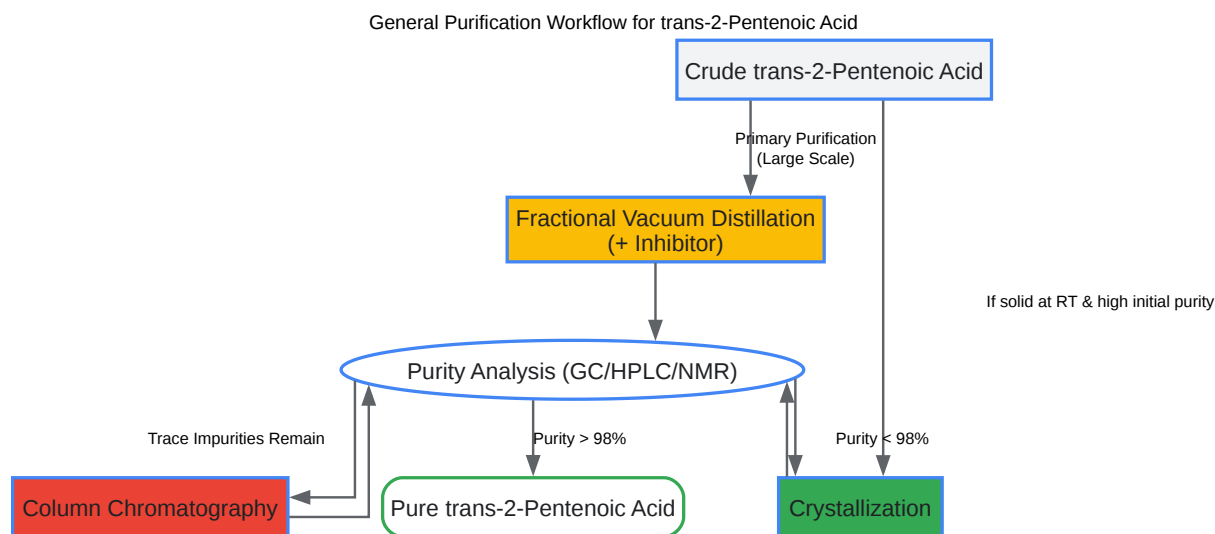 General Purification Workflow for trans-2-Pentenoic Acid
Crude trans-2-Pentenoic Acid
Primary Purification
(Large Scale)
Fractional Vacuum Distillation
(+ Inhibitor)
If solid at RT & high initial purity
Purity Analysis (GC/HPLC/NMR)
Trace Impurities Remain
Purity > 98%
Purity < 98%
Column Chromatography
Pure trans-2-Pentenoic Acid
Crystallization